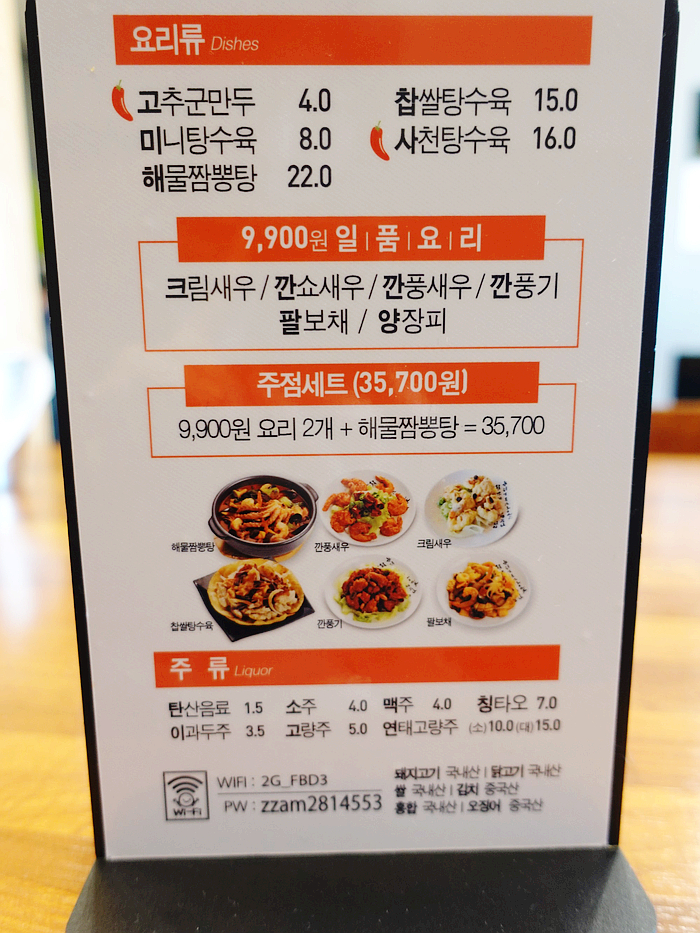 요리류 Dishes
고추군만두 4.0 찹쌀탕수육 15.0
미니탕수육 8.0 사천탕수육 16.0
해물짬뽕탕 22.0
9,900원 일 | 품 | 요 | 리
크림새우 / 깐쇼새우 / 깐풍새우 / 깐풍기
팔보채 / 양장피
주점세트 (35,700원)
9,900원 요리 2개 + 해물짬뽕탕 = 35,700
해물짬뽕탕 깐풍새우 크림새우
찹쌀탕수육 깐풍기 팔보채
주 류 Liquor
탄산음료 1.5 소주 4.0 맥주 4.0 칭타오 7.0
이과두주 3.5 고량주 5.0 연태고량주 (소)10.0 (대)15.0
돼지고기 국내산 | 닭고기 국내산
쌀 국내산 | 김치 중국산
홍합 국내산 | 오징어 중국산
Wi-Fi
WIFI : 2G_FBD3
PW : zzam2814553